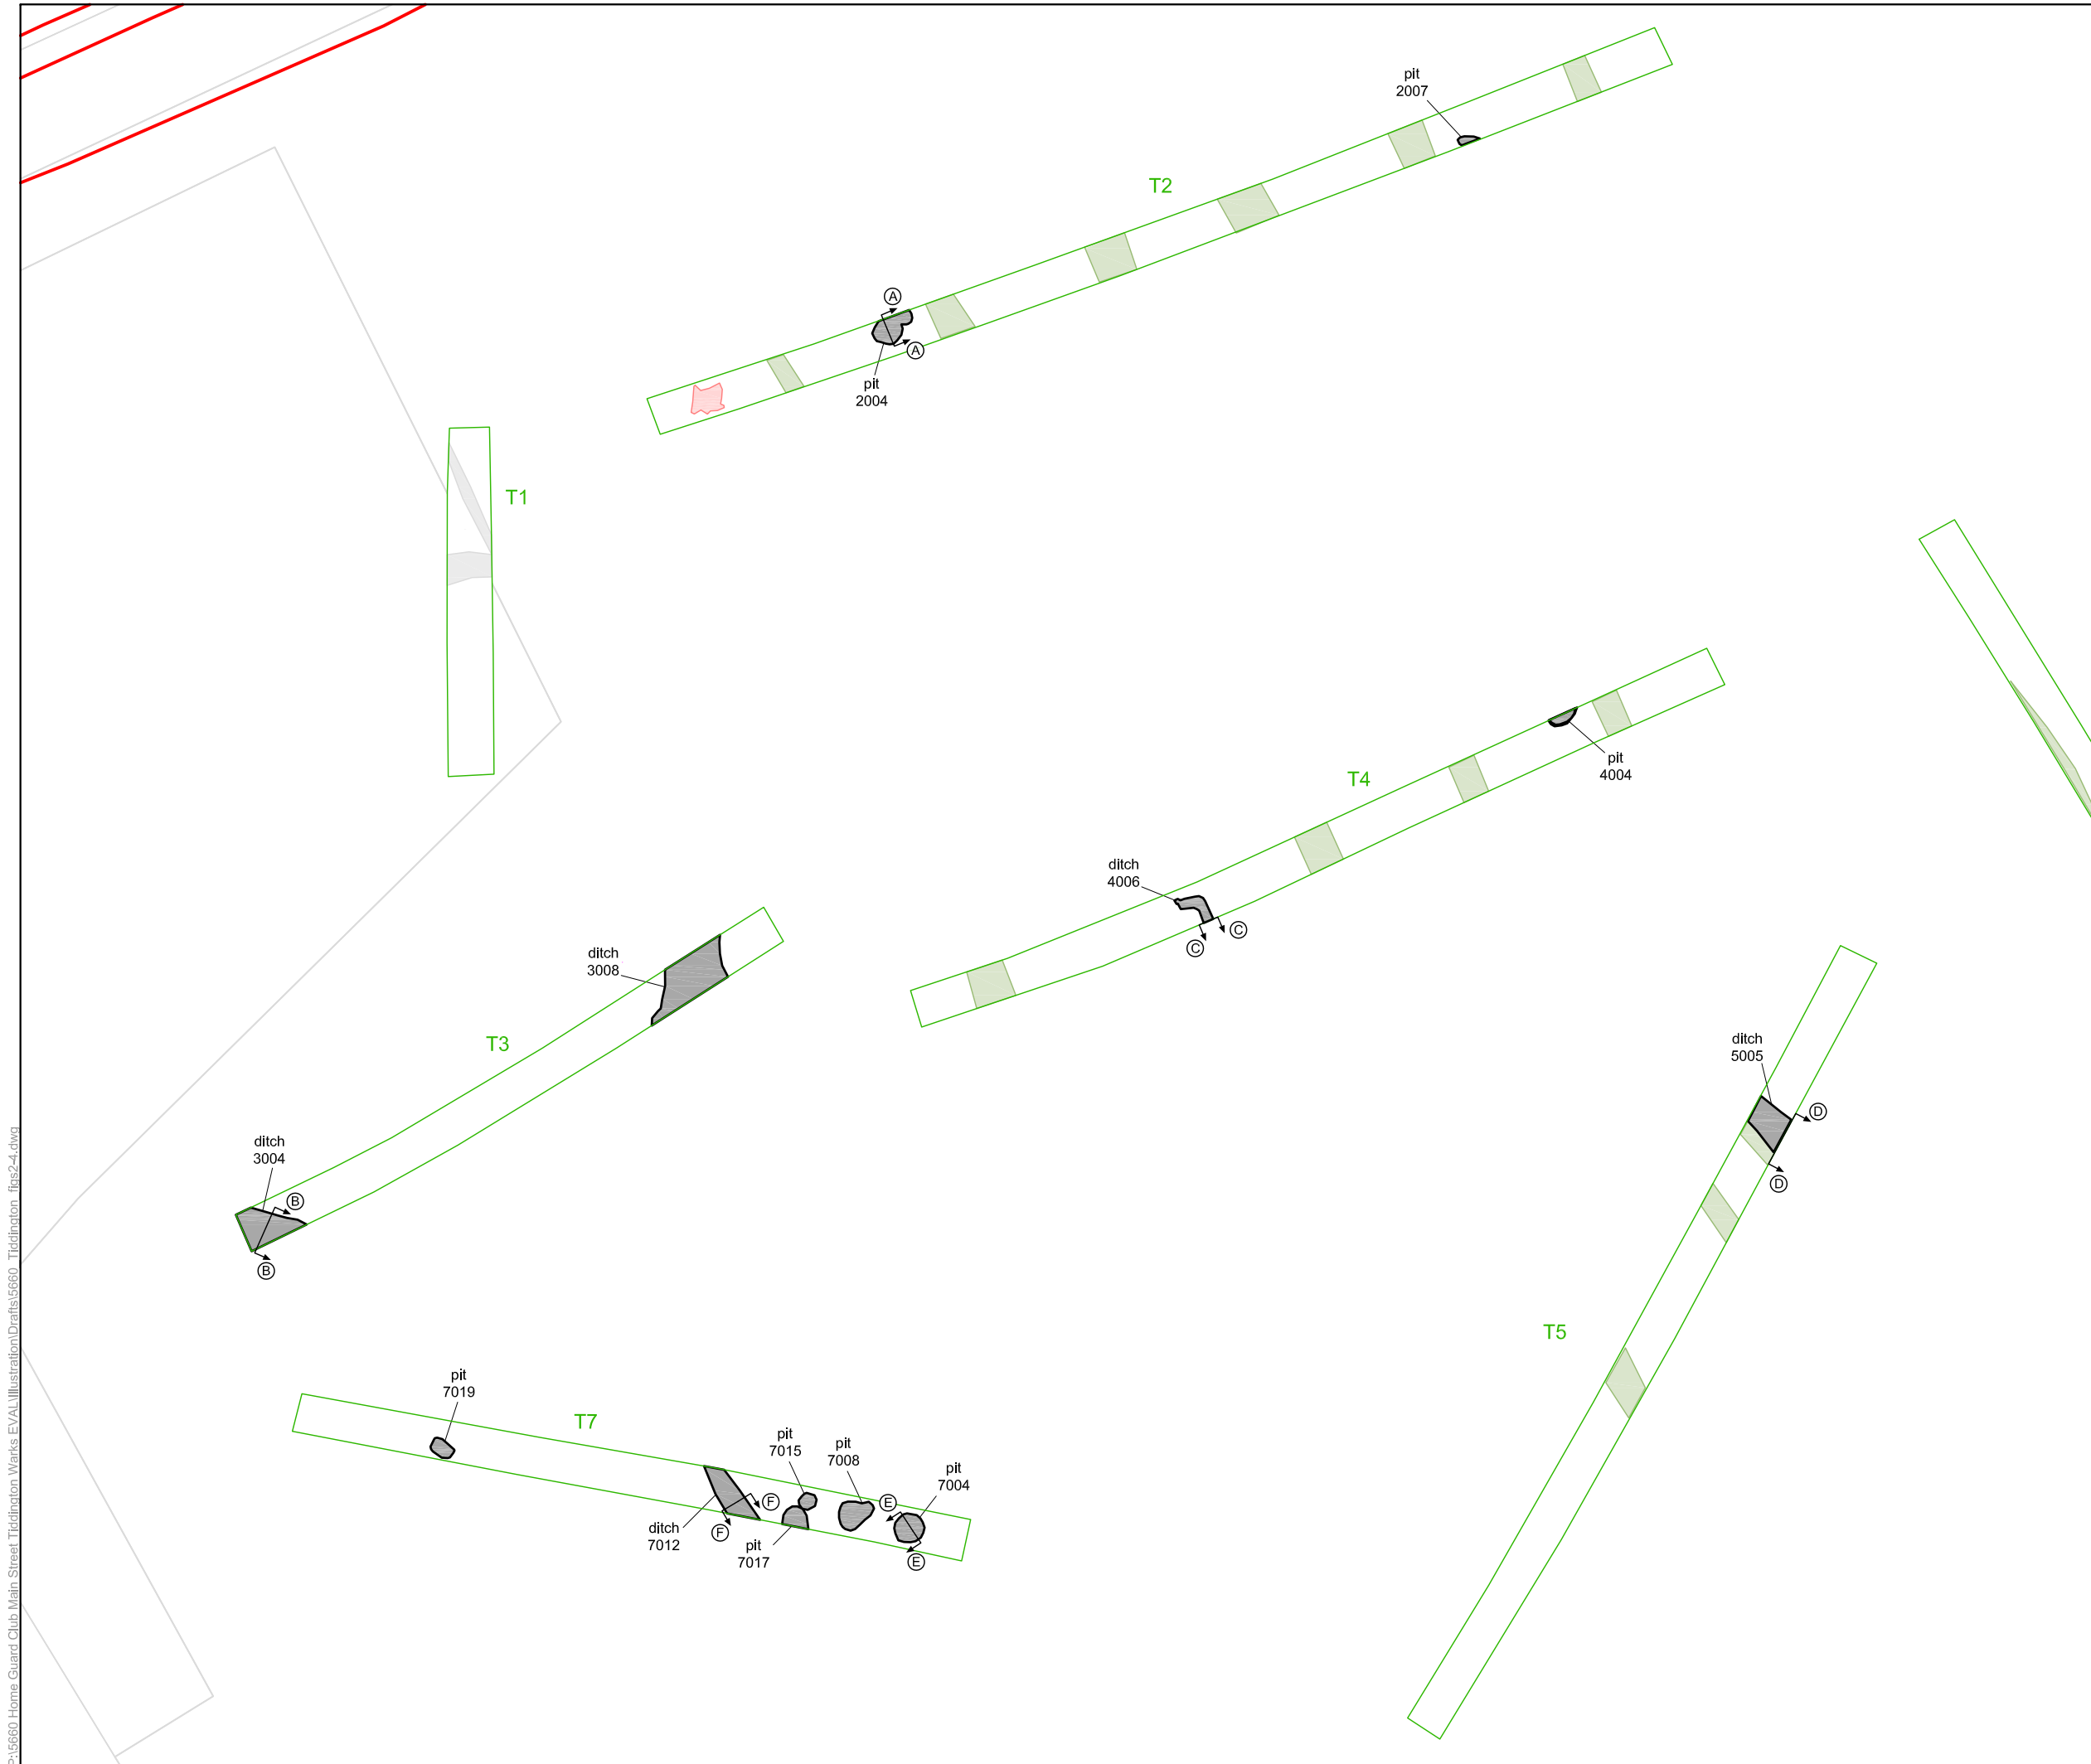 pit
2007
T2
A
A
pit
2004
T1
pit
4004
T4
ditch
4006
C
C
ditch
3008
T3
ditch
5005
D
D
ditch
3004
B
B
T5
pit
7019
T7
pit
7015
pit
7008
pit
7004
E
F
ditch
7012
F
pit
7017
E
P:\5660 Home Guard Club Main Street Tiddington Warks EVAL\Illustration\Drafts\5660_Tiddington_figs2-4.dwg